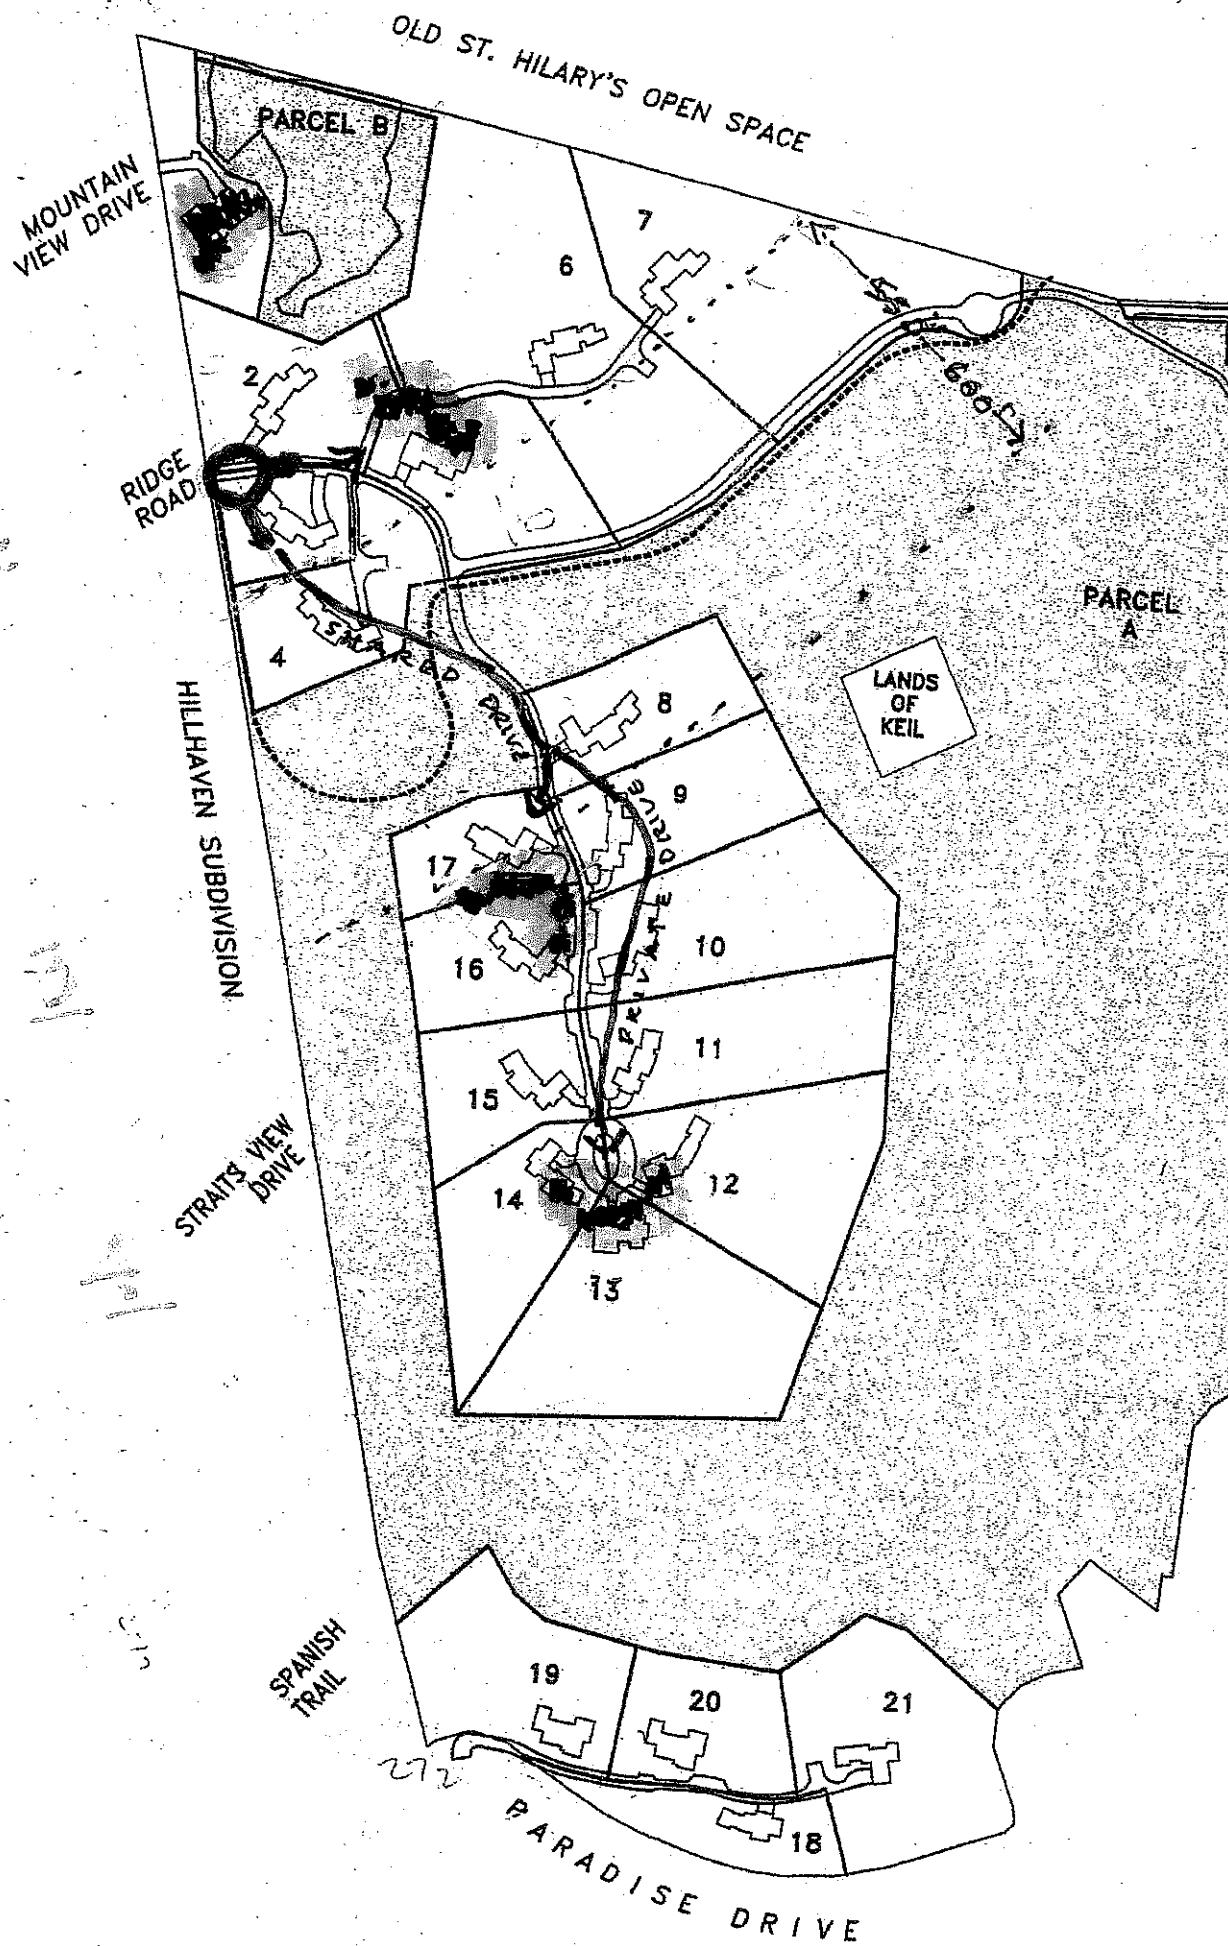 OLD ST. HILARY'S OPEN SPACE
PARCEL B
MOUNTAIN
VIEW DRIVE
7
6
2
600ft
RIDGE
ROAD
PARCEL
A
SHARED DRIVE
4
LANDS
OF
KEIL
8
HILLHAVEN SUBDIVISION
9
PRIVATE DRIVE
17
16
10
11
15
STRAITS VIEW
DRIVE
14
12
13
SPANISH
TRAIL
19
20
21
272
18
PARADISE DRIVE